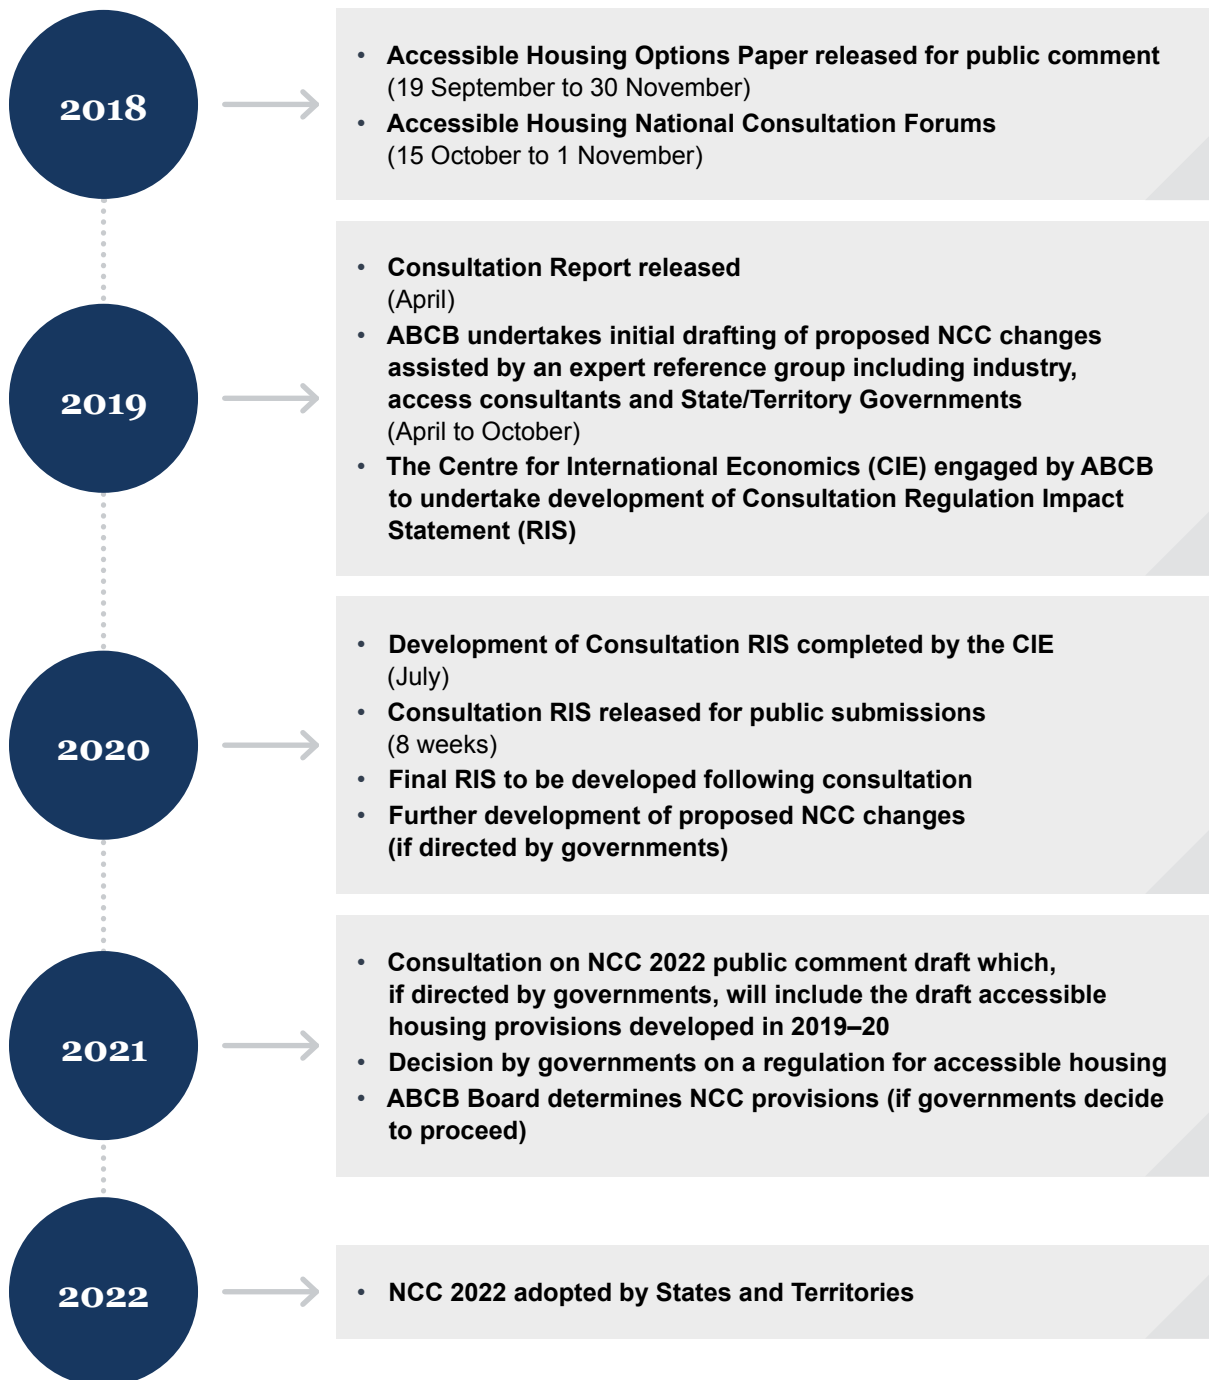 2018
• Accessible Housing Options Paper released for public comment
(19 September to 30 November)
• Accessible Housing National Consultation Forums
(15 October to 1 November)
2019
• Consultation Report released
(April)
• ABCB undertakes initial drafting of proposed NCC changes
assisted by an expert reference group including industry,
access consultants and State/Territory Governments
(April to October)
• The Centre for International Economics (CIE) engaged by ABCB
to undertake development of Consultation Regulation Impact
Statement (RIS)
2020
• Development of Consultation RIS completed by the CIE
(July)
• Consultation RIS released for public submissions
(8 weeks)
• Final RIS to be developed following consultation
• Further development of proposed NCC changes
(if directed by governments)
2021
• Consultation on NCC 2022 public comment draft which,
if directed by governments, will include the draft accessible
housing provisions developed in 2019–20
• Decision by governments on a regulation for accessible housing
• ABCB Board determines NCC provisions (if governments decide
to proceed)
2022
• NCC 2022 adopted by States and Territories